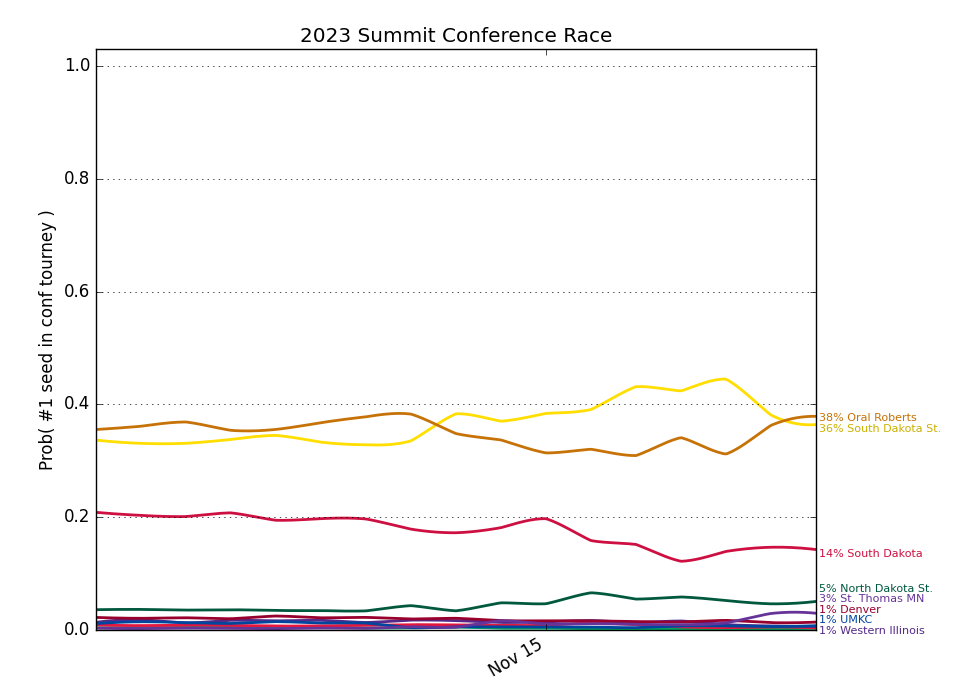 2023 Summit Conference Race
Prob( #1 seed in conf tourney )
1.0
0.8
0.6
0.4
0.2
0.0
Nov 15
38% Oral Roberts
36% South Dakota St.
14% South Dakota
5% North Dakota St.
3% St. Thomas MN
1% Denver
1% UMKC
1% Western Illinois